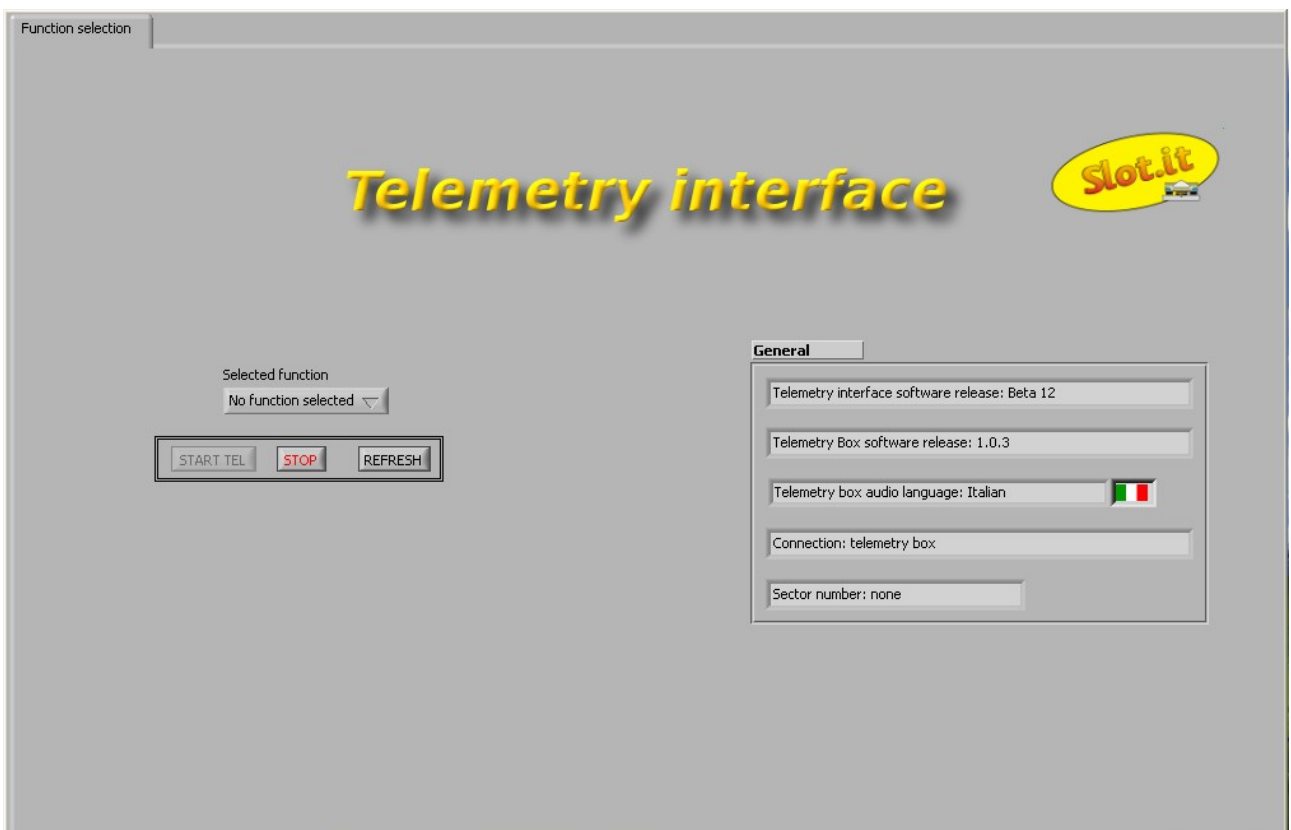 Function selection
Telemetry interface
Slot.it
Selected function
No function selected
START TEL STOP REFRESH
General
Telemetry interface software release: Beta 12
Telemetry Box software release: 1.0.3
Telemetry box audio language: Italian
Connection: telemetry box
Sector number: none